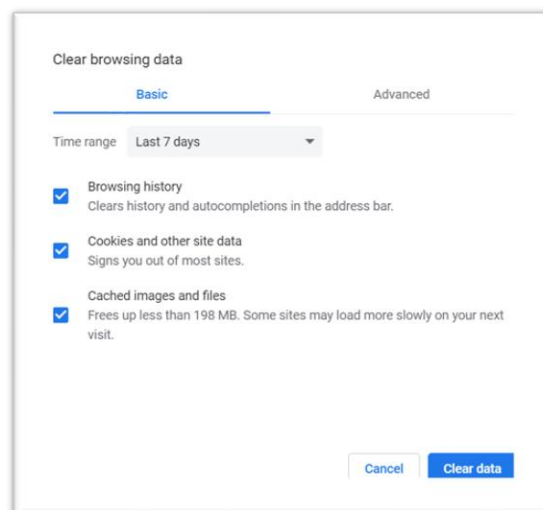 Clear browsing data
Basic
Advanced
Time range
Last 7 days
Browsing history
Clears history and autocompletions in the address bar.
Cookies and other site data
Signs you out of most sites.
Cached images and files
Frees up less than 198 MB. Some sites may load more slowly on your next
visit.
Cancel
Clear data